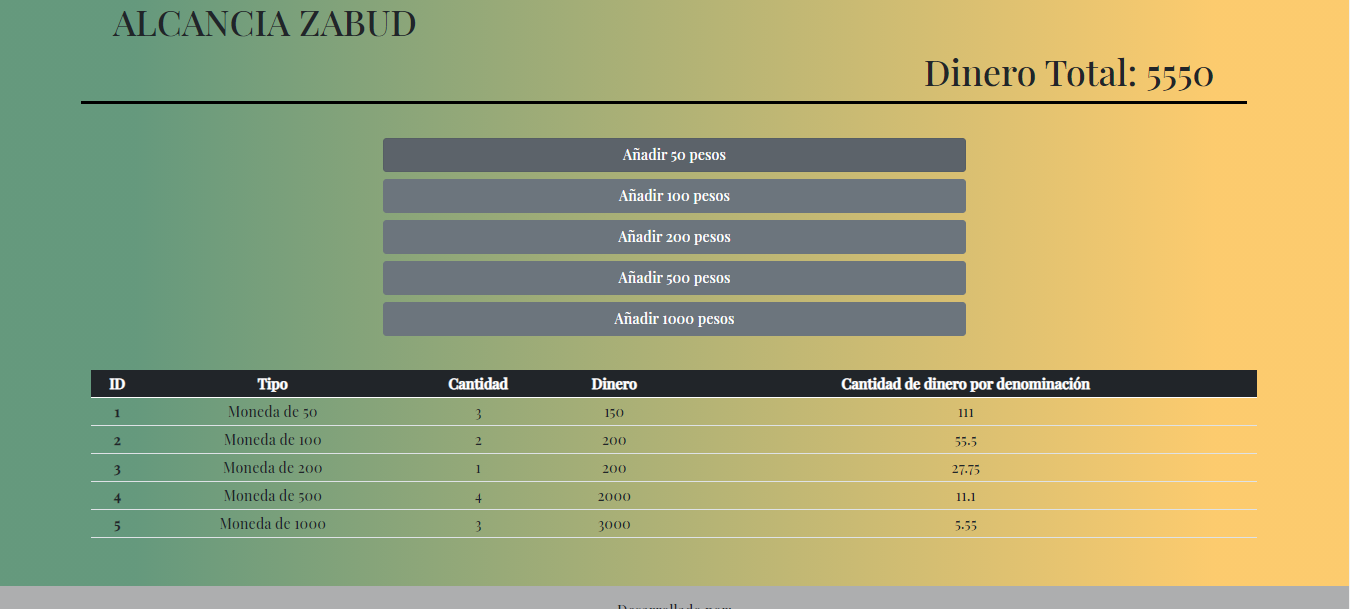 ALCANCIA ZABUD
Dinero Total: 5550
Añadir 50 pesos
Añadir 100 pesos
Añadir 200 pesos
Añadir 500 pesos
Añadir 1000 pesos
ID Tipo Cantidad Dinero Cantidad de dinero por denominación
1 Moneda de 50 3 150 111
2 Moneda de 100 2 200 55.5
3 Moneda de 200 1 200 27.75
4 Moneda de 500 4 2000 11.1
5 Moneda de 1000 3 3000 5.55